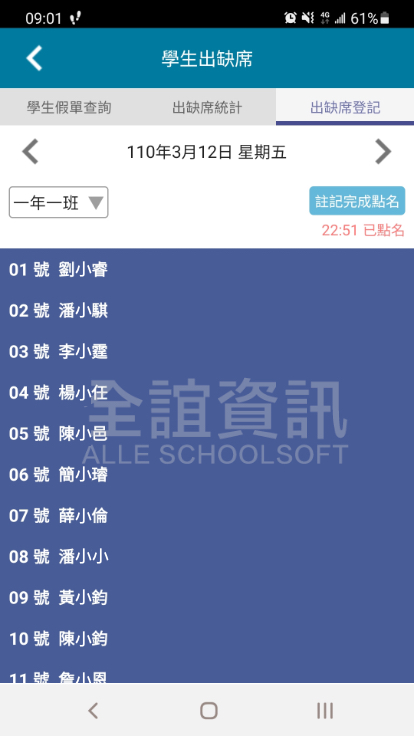 09:01 4G 61%
學生出缺席
學生假單查詢 出缺席統計 出缺席登記
110年3月12日 星期五
一年一班 註記完成點名
22:51 已點名
01 號 劉小睿
02 號 潘小騏
03 號 李小霆
04 號 楊小任
05 號 陳小邑
06 號 簡小璿
07 號 薛小倫
08 號 潘小小
09 號 黃小鈞
10 號 陳小鈞
11 號 詹小恩
全誼資訊
ALLE SCHOOLSOFT